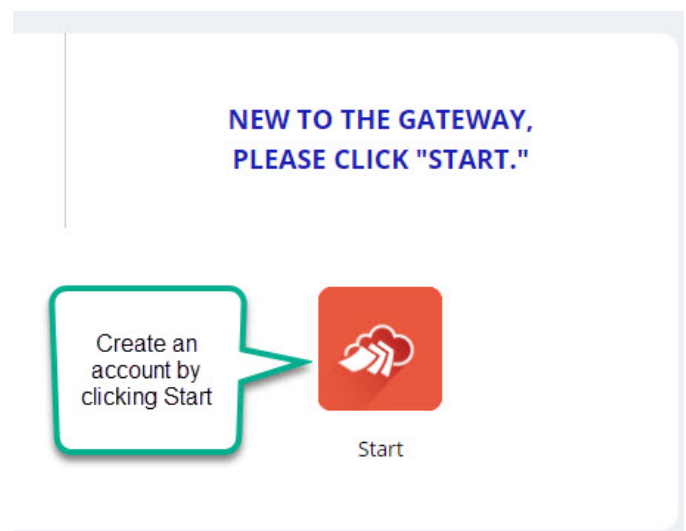 NEW TO THE GATEWAY,
PLEASE CLICK "START."
Create an
account by
clicking Start
Start